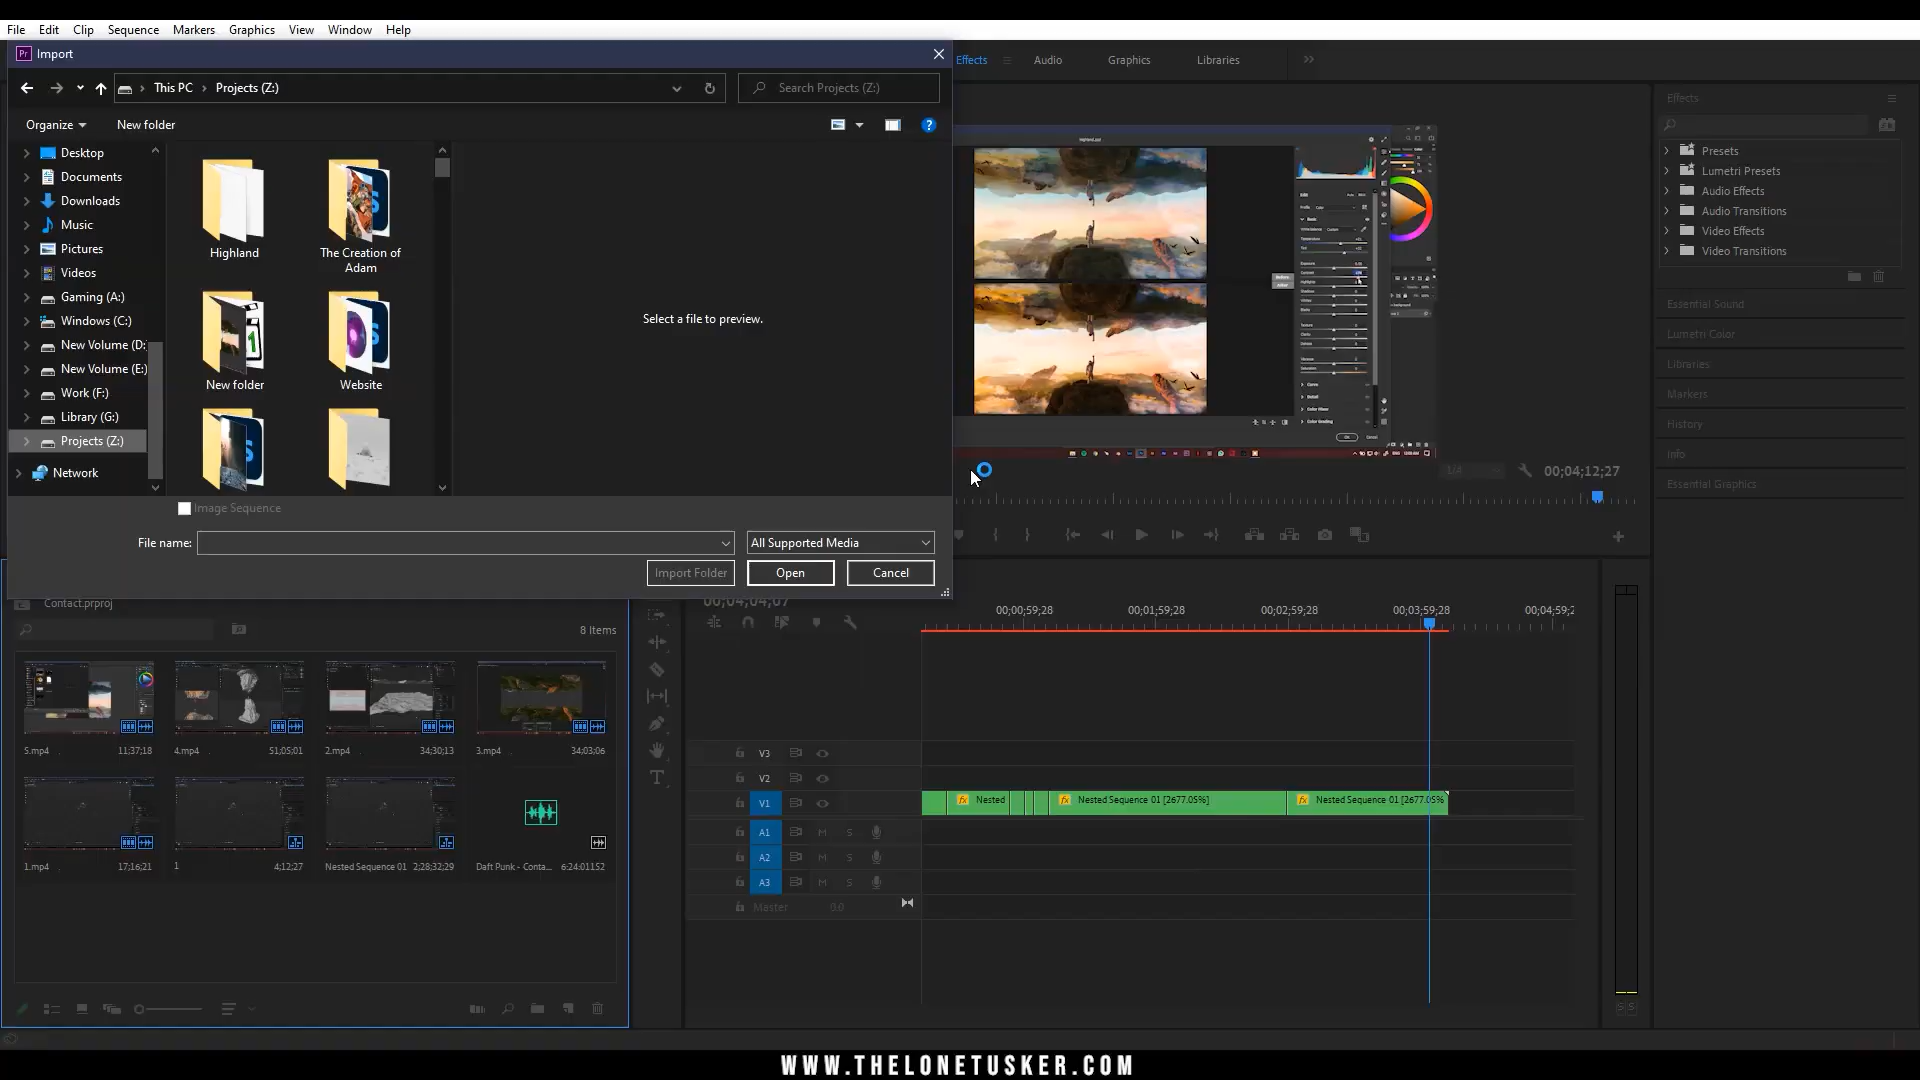 File Edit Clip Sequence Markers Graphics View Window Help
Pr Import
Effects Audio Graphics Libraries
This PC Projects (Z:)
Search Projects (Z:)
Organize New folder
Desktop
Documents
Downloads
Music
Pictures
Videos
Gaming (A:)
Windows (C:)
New Volume (D:
New Volume (E:)
Work (F:)
Library (G:)
Projects (Z:)
Network
Highland
The Creation of
Adam
New folder
Website
Select a file to preview.
Image Sequence
File name:
All Supported Media
Import Folder Open Cancel
Effects
Presets
Lumetri Presets
Audio Effects
Audio Transitions
Video Effects
Video Transitions
Essential Sound
Lumetri Color
Libraries
Markers
History
Info
Essential Graphics
00;04;12;27
Contact.prproj
8 Items
5.mp4 11;37;18
4.mp4 51;05;01
2.mp4 34;30;13
3.mp4 34;03;06
1.mp4 17;16;21
1 4;12;27
Nested Sequence 01 2;28;32;29
Daft Punk - Conta... 6:24:01152
00;04;04;07
00;00;59;28 00;01;59;28 00;02;59;28 00;03;59;28 00;04;59;2
V3
V2
V1
Nested
Nested Sequence 01 [2677.05%]
Nested Sequence 01 [2677.05%
A1 M S
A2 M S
A3 M S
Master 0.0
S S
WWW.THELONETUSKER.COM